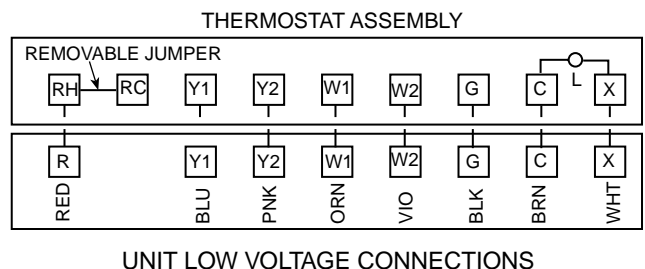 THERMOSTAT ASSEMBLY
REMOVABLE JUMPER
RH RC Y1 Y2 W1 W2 G C L X
R Y1 Y2 W1 W2 G C X
RED BLU PNK ORN VIO BLK BRN WHT
UNIT LOW VOLTAGE CONNECTIONS